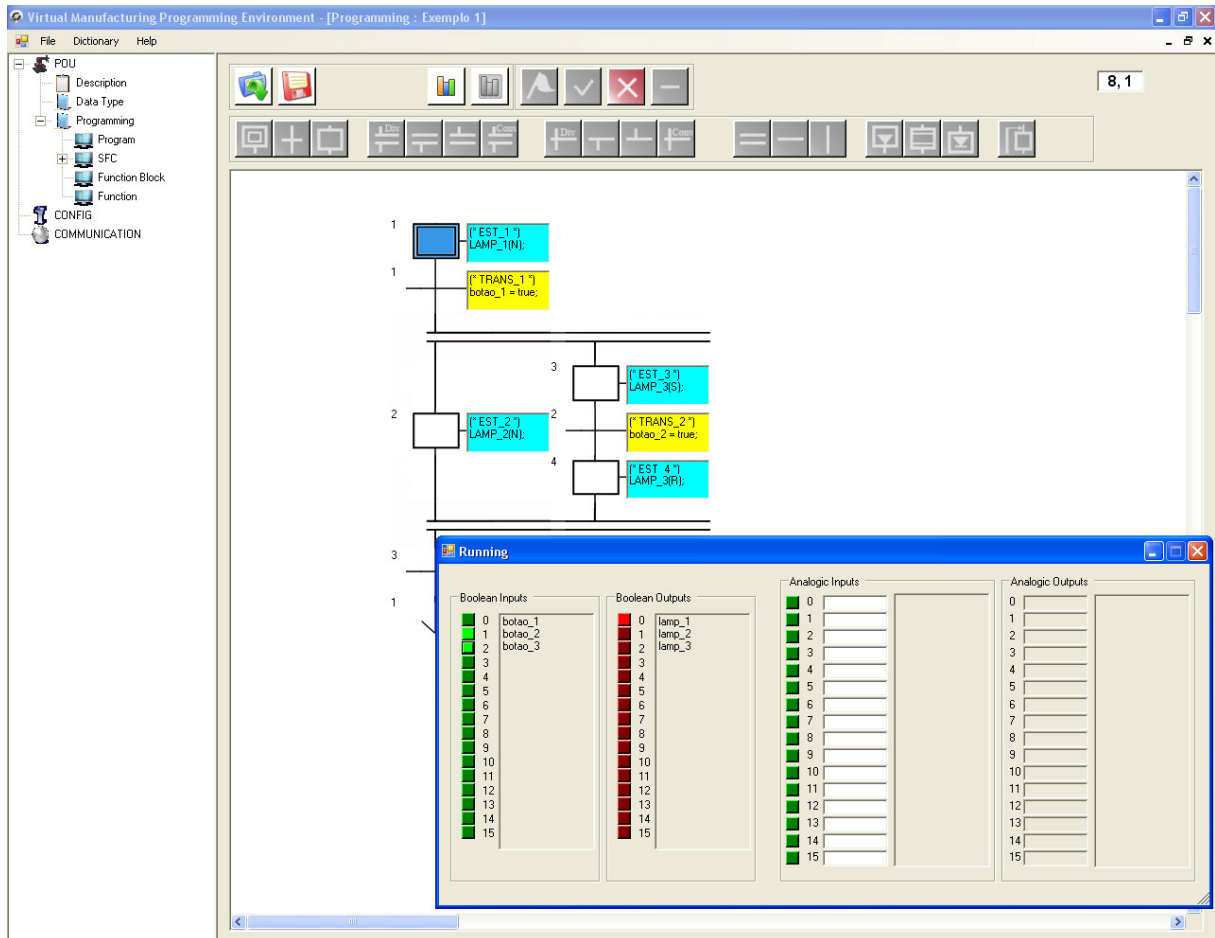 Virtual Manufacturing Programming Environment - [Programming : Exemplo 1]
File Dictionary Help
POU
Description
Data Type
Programming
Program
SFC
Function Block
Function
CONFIG
COMMUNICATION
8,1
Div
Conv
Div
Conv
1
(* EST_1 *)
LAMP_1(N);
1
(* TRANS_1 *)
botao_1 = true;
3
(* EST_3 *)
LAMP_3(S);
2
(* EST_2 *)
LAMP_2(N);
2
(* TRANS_2 *)
botao_2 = true;
4
(* EST_4 *)
LAMP_3(R);
3
1
Running
Boolean Inputs
0 botao_1
1 botao_2
2 botao_3
3
4
5
6
7
8
9
10
11
12
13
14
15
Boolean Outputs
0 lamp_1
1 lamp_2
2 lamp_3
3
4
5
6
7
8
9
10
11
12
13
14
15
Analogic Inputs
0
1
2
3
4
5
6
7
8
9
10
11
12
13
14
15
Analogic Outputs
0
1
2
3
4
5
6
7
8
9
10
11
12
13
14
15